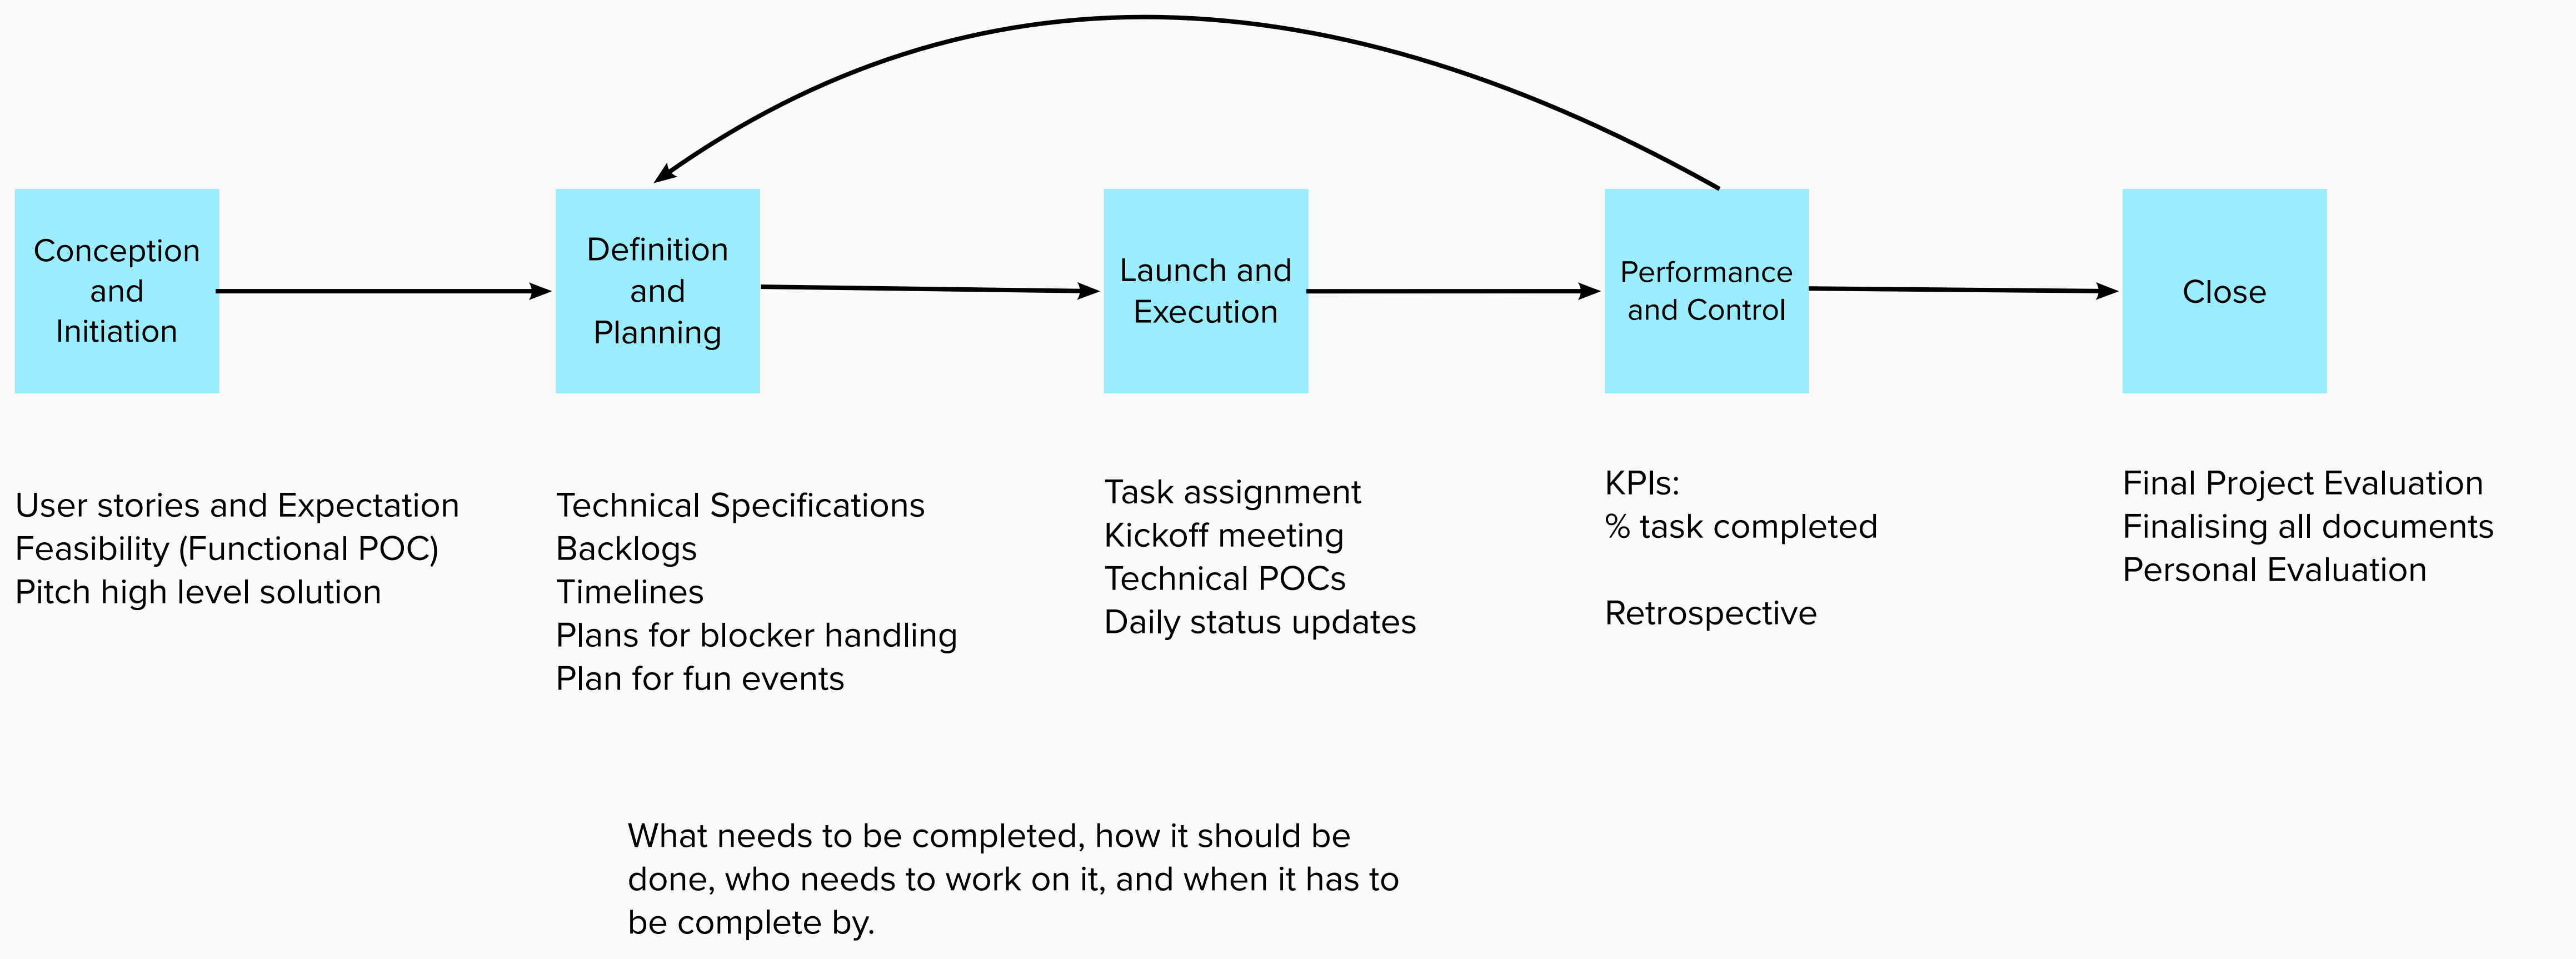 Conception
and
Initiation
Definition
and
Planning
Launch and
Execution
Performance
and Control
Close
User stories and Expectation
Feasibility (Functional POC)
Pitch high level solution
Technical Specifications
Backlogs
Timelines
Plans for blocker handling
Plan for fun events
Task assignment
Kickoff meeting
Technical POCs
Daily status updates
KPIs:
% task completed
Retrospective
Final Project Evaluation
Finalising all documents
Personal Evaluation
What needs to be completed, how it should be
done, who needs to work on it, and when it has to
be complete by.